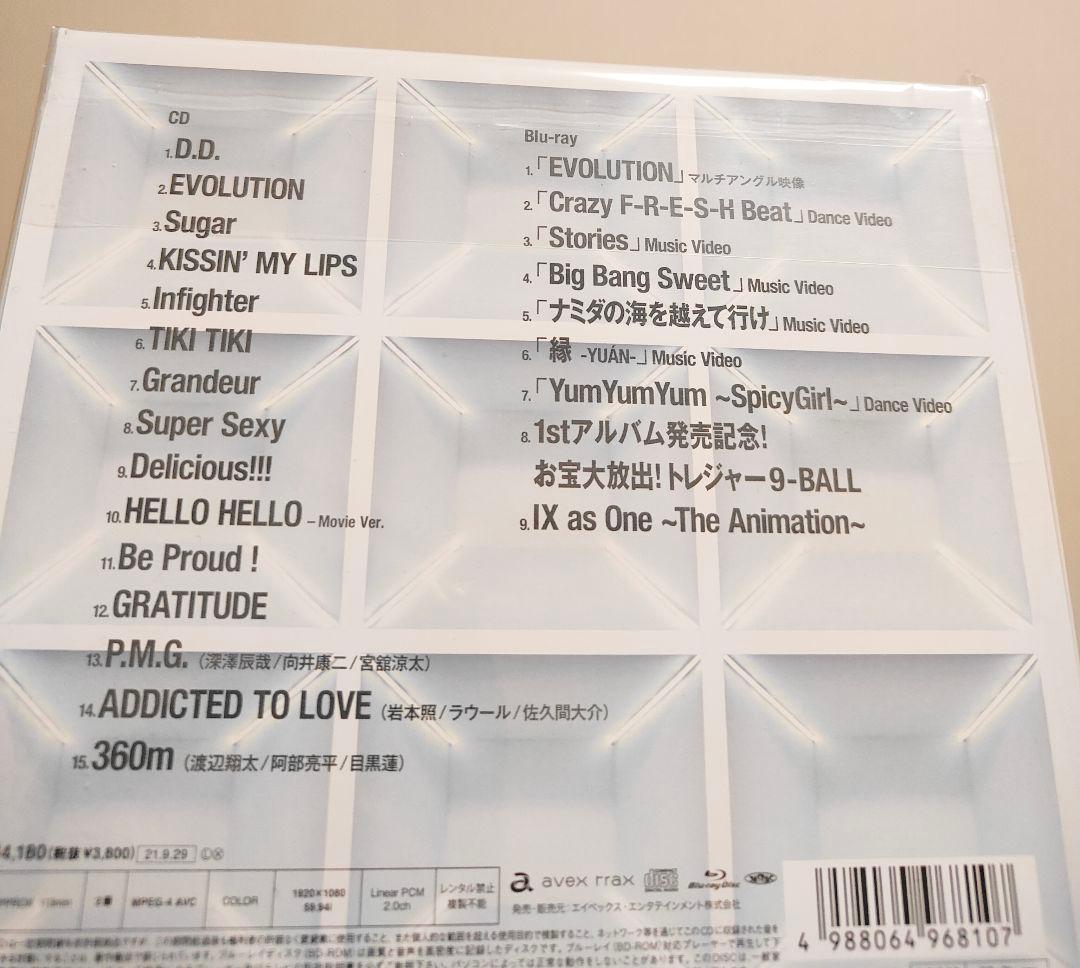 CD
1.D.D.
2.EVOLUTION
3.Sugar
4.KISSIN' MY LIPS
5.Infighter
6.TIKI TIKI
7.Grandeur
8.Super Sexy
9.Delicious!!!
10.HELLO HELLO –Movie Ver.
11.Be Proud !
12.GRATITUDE
13.P.M.G.（深澤辰哉/向井康二/宮舘涼太）
14.ADDICTED TO LOVE（岩本照/ラウール/佐久間大介）
15.360m（渡辺翔太/阿部亮平/目黒蓮）
Blu-ray
1.「EVOLUTION」マルチアングル映像
2.「Crazy F-R-E-S-H Beat」Dance Video
3.「Stories」Music Video
4.「Big Bang Sweet」Music Video
5.「ナミダの海を越えて行け」Music Video
6.「縁 -YUÁN-」Music Video
7.「YumYumYum ~SpicyGirl~」Dance Video
8.1stアルバム発売記念!
お宝大放出!トレジャー9-BALL
9.IX as One ~The Animation~
4,180(税抜¥3,800) 21.9.29
MPEG-4 AVC
COLOR
1920×1080
59.94i
Linear PCM
2.0ch
レンタル禁止
複製不能
avex trax
Blu-ray Disc
発売・販売元:エイベックス・エンタテインメント株式会社
4 988064 968107